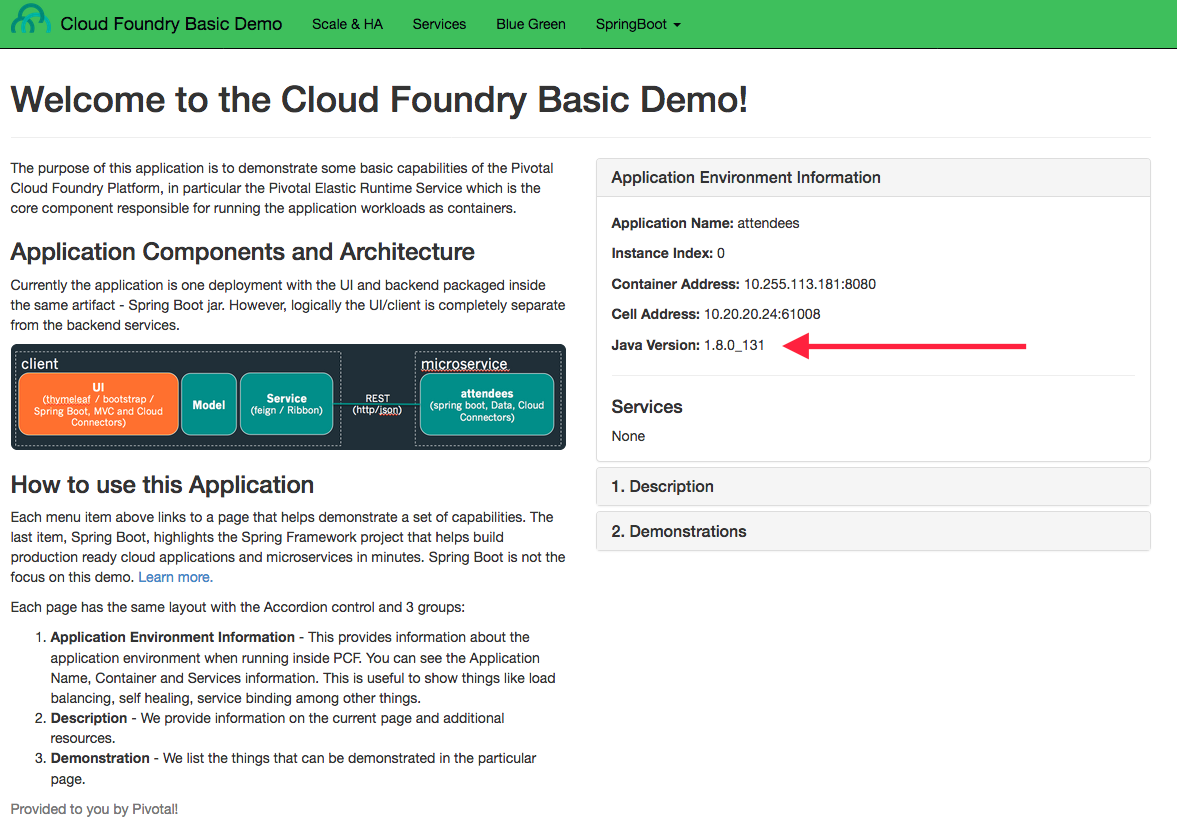 Cloud Foundry Basic Demo
Scale & HA
Services
Blue Green
SpringBoot
Welcome to the Cloud Foundry Basic Demo!
The purpose of this application is to demonstrate some basic capabilities of the Pivotal
Cloud Foundry Platform, in particular the Pivotal Elastic Runtime Service which is the
core component responsible for running the application workloads as containers.
Application Components and Architecture
Currently the application is one deployment with the UI and backend packaged inside
the same artifact - Spring Boot jar. However, logically the UI/client is completely separate
from the backend services.
client
UI
(thymeleaf / bootstrap /
Spring Boot, MVC and Cloud
Connectors)
Model
Service
(feign / Ribbon)
REST
(http/json)
microservice
attendees
(spring boot, Data, Cloud
Connectors)
How to use this Application
Each menu item above links to a page that helps demonstrate a set of capabilities. The
last item, Spring Boot, highlights the Spring Framework project that helps build
production ready cloud applications and microservices in minutes. Spring Boot is not the
focus on this demo. Learn more.
Each page has the same layout with the Accordion control and 3 groups:
1. Application Environment Information - This provides information about the
application environment when running inside PCF. You can see the Application
Name, Container and Services information. This is useful to show things like load
balancing, self healing, service binding among other things.
2. Description - We provide information on the current page and additional
resources.
3. Demonstration - We list the things that can be demonstrated in the particular
page.
Provided to you by Pivotal!
Application Environment Information
Application Name: attendees
Instance Index: 0
Container Address: 10.255.113.181:8080
Cell Address: 10.20.20.24:61008
Java Version: 1.8.0_131
Services
None
1. Description
2. Demonstrations